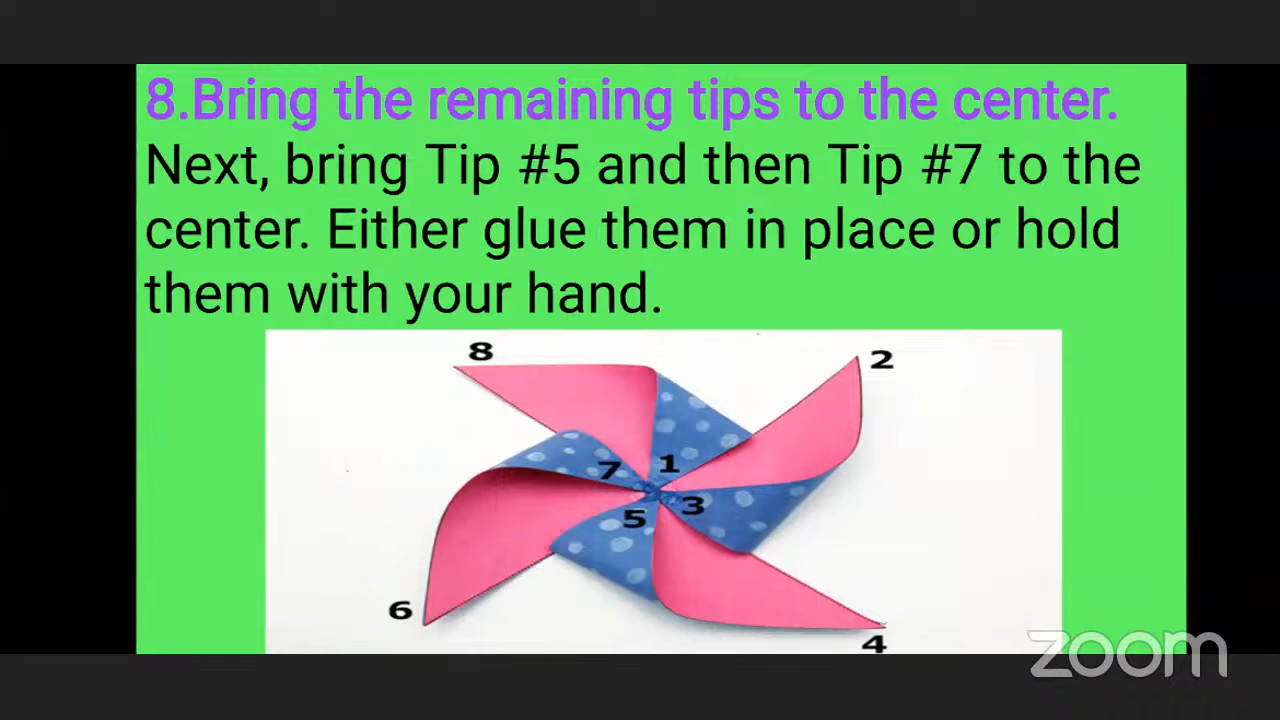 8.Bring the remaining tips to the center.
Next, bring Tip #5 and then Tip #7 to the
center. Either glue them in place or hold
them with your hand.
8
2
7
1
3
5
6
4
zoom